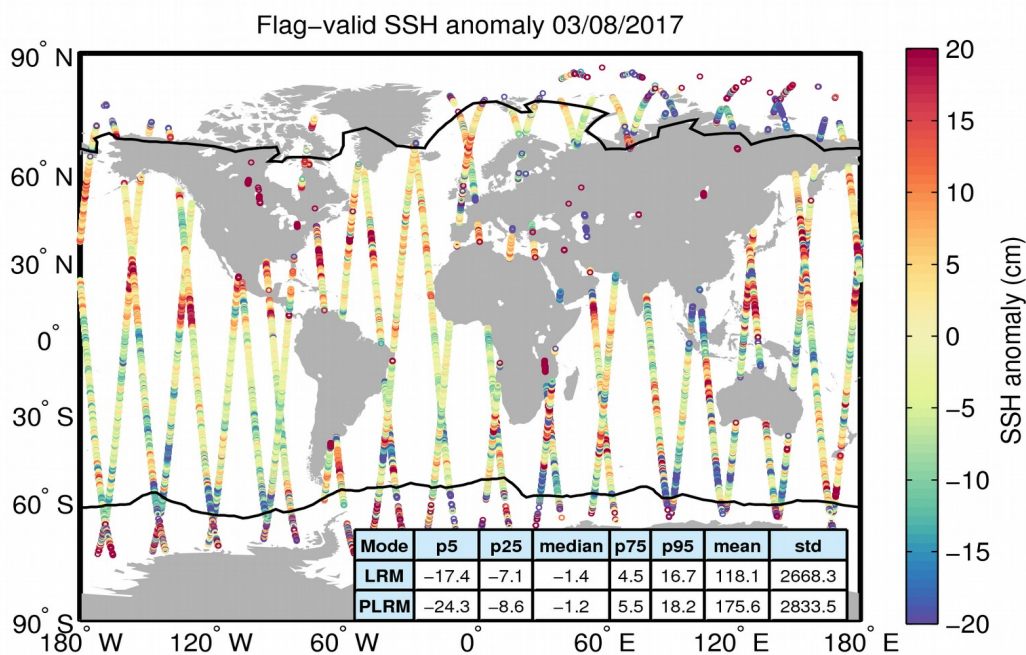 Flag−valid SSH anomaly 03/08/2017
90° N
60° N
30° N
0°
30° S
60° S
90° S
180° W
120° W
60° W
0°
60° E
120° E
180° E
Mode p5 p25 median p75 p95 mean std
LRM −17.4 −7.1 −1.4 4.5 16.7 118.1 2668.3
PLRM −24.3 −8.6 −1.2 5.5 18.2 175.6 2833.5
20
15
10
5
0
−5
−10
−15
−20
SSH anomaly (cm)